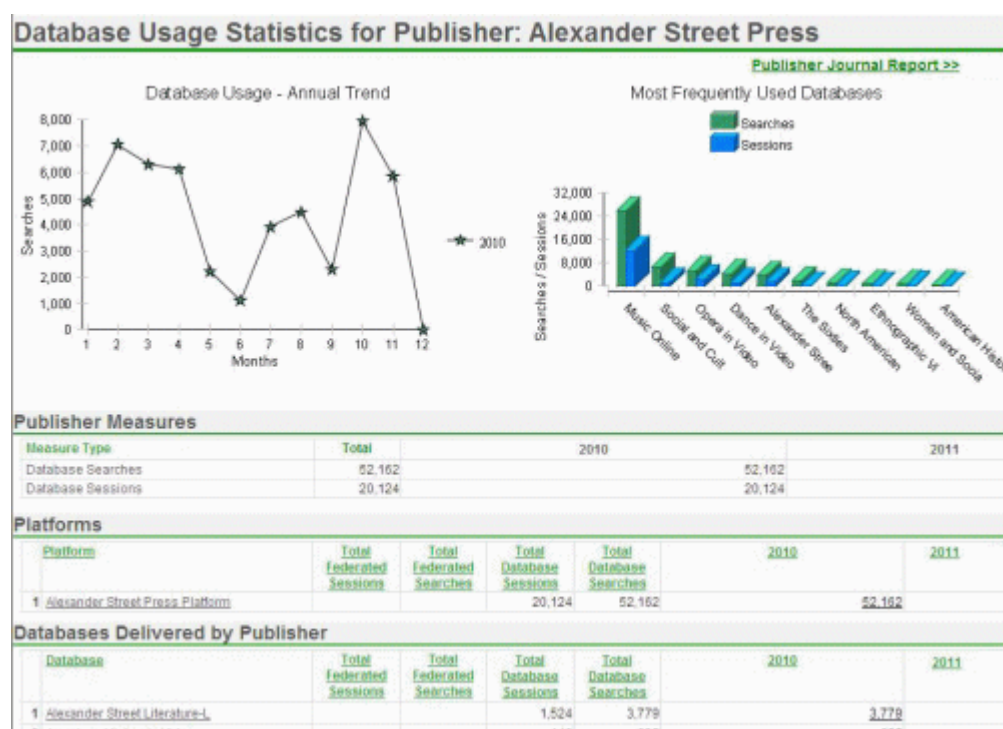 Database Usage Statistics for Publisher: Alexander Street Press
Publisher Journal Report >>
Database Usage - Annual Trend
8,000
7,000
6,000
5,000
4,000
3,000
2,000
1,000
0
Searches
1 2 3 4 5 6 7 8 9 10 11 12
Months
2010
Most Frequently Used Databases
Searches
Sessions
32,000
24,000
16,000
8,000
0
Searches / Sessions
Music Online
Social and Cult
Opera in Video
Dance in Video
Alexander Stree
The Sixties
North American
Ethnographic Vi
Women and Socia
American Histo
Publisher Measures
Measure Type Total 2010 2011
Database Searches 52,162 52,162
Database Sessions 20,124 20,124
Platforms
Platform Total Federated Sessions Total Federated Searches Total Database Sessions Total Database Searches 2010 2011
1 Alexander Street Press Platform 20,124 52,162 52,162
Databases Delivered by Publisher
Database Total Federated Sessions Total Federated Searches Total Database Sessions Total Database Searches 2010 2011
1 Alexander Street Literature-L 1,524 3,779 3,779